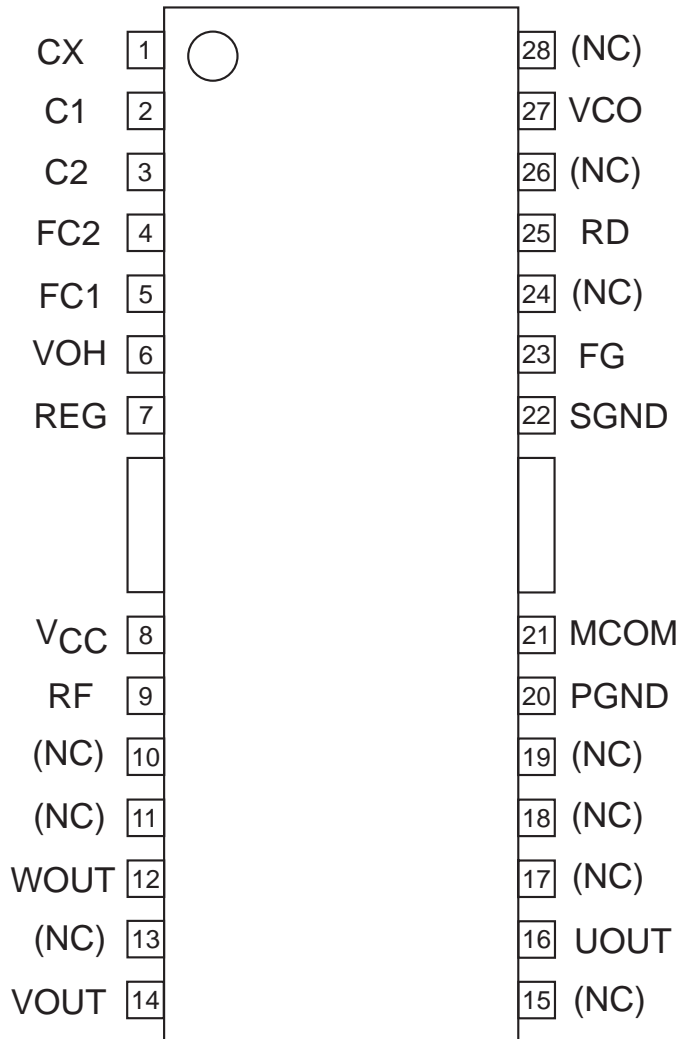 CX 1 28 (NC)
C1 2 27 VCO
C2 3 26 (NC)
FC2 4 25 RD
FC1 5 24 (NC)
VOH 6 23 FG
REG 7 22 SGND
VCC 8 21 MCOM
RF 9 20 PGND
(NC) 10 19 (NC)
(NC) 11 18 (NC)
WOUT 12 17 (NC)
(NC) 13 16 UOUT
VOUT 14 15 (NC)